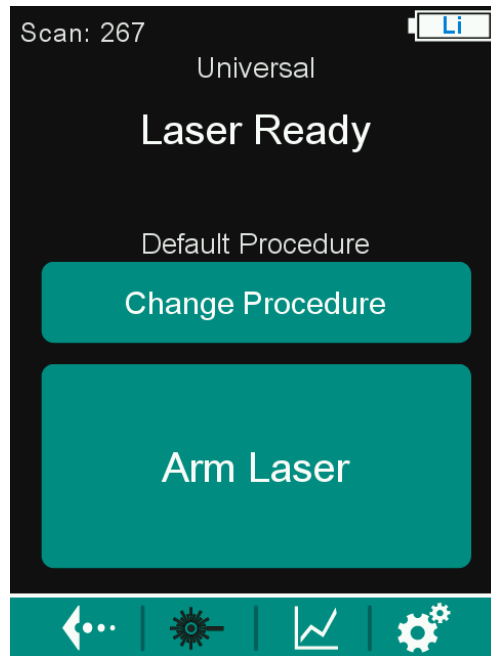 Scan: 267
Li
Universal
Laser Ready
Default Procedure
Change Procedure
Arm Laser